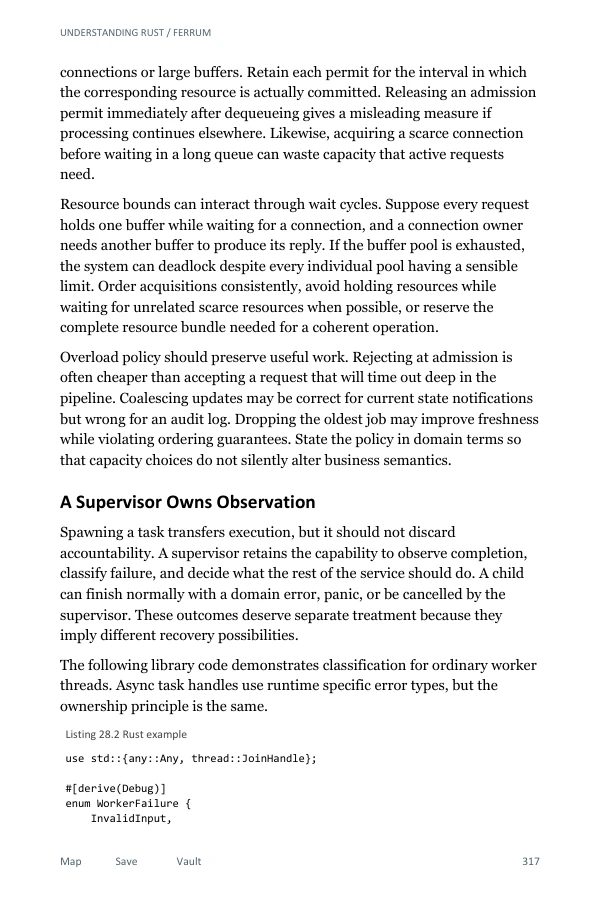 UNDERSTANDING RUST / FERRUM
connections or large buffers. Retain each permit for the interval in which
the corresponding resource is actually committed. Releasing an admission
permit immediately after dequeueing gives a misleading measure if
processing continues elsewhere. Likewise, acquiring a scarce connection
before waiting in a long queue can waste capacity that active requests
need.
Resource bounds can interact through wait cycles. Suppose every request
holds one buffer while waiting for a connection, and a connection owner
needs another buffer to produce its reply. If the buffer pool is exhausted,
the system can deadlock despite every individual pool having a sensible
limit. Order acquisitions consistently, avoid holding resources while
waiting for unrelated scarce resources when possible, or reserve the
complete resource bundle needed for a coherent operation.
Overload policy should preserve useful work. Rejecting at admission is
often cheaper than accepting a request that will time out deep in the
pipeline. Coalescing updates may be correct for current state notifications
but wrong for an audit log. Dropping the oldest job may improve freshness
while violating ordering guarantees. State the policy in domain terms so
that capacity choices do not silently alter business semantics.
A Supervisor Owns Observation
Spawning a task transfers execution, but it should not discard
accountability. A supervisor retains the capability to observe completion,
classify failure, and decide what the rest of the service should do. A child
can finish normally with a domain error, panic, or be cancelled by the
supervisor. These outcomes deserve separate treatment because they
imply different recovery possibilities.
The following library code demonstrates classification for ordinary worker
threads. Async task handles use runtime specific error types, but the
ownership principle is the same.
Listing 28.2 Rust example
use std::{any::Any, thread::JoinHandle};
#[derive(Debug)]
enum WorkerFailure {
    InvalidInput,
Map Save Vault 317